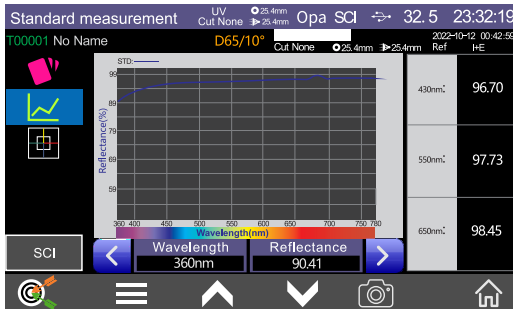 Standard measurement UV Cut None 25.4mm 25.4mm Opa SCI 32.5 23:32:19
T00001 No Name D65/10° Cut None 25.4mm 25.4mm 2022-10-12 00:42:59 Ref I+E
STD:
99
89
79
69
59
Reflectance(%)
360 400 450 500 550 600 650 700 750 780
Wavelength(nm)
430nm: 96.70
550nm: 97.73
650nm: 98.45
SCI
Wavelength Reflectance
360nm 90.41